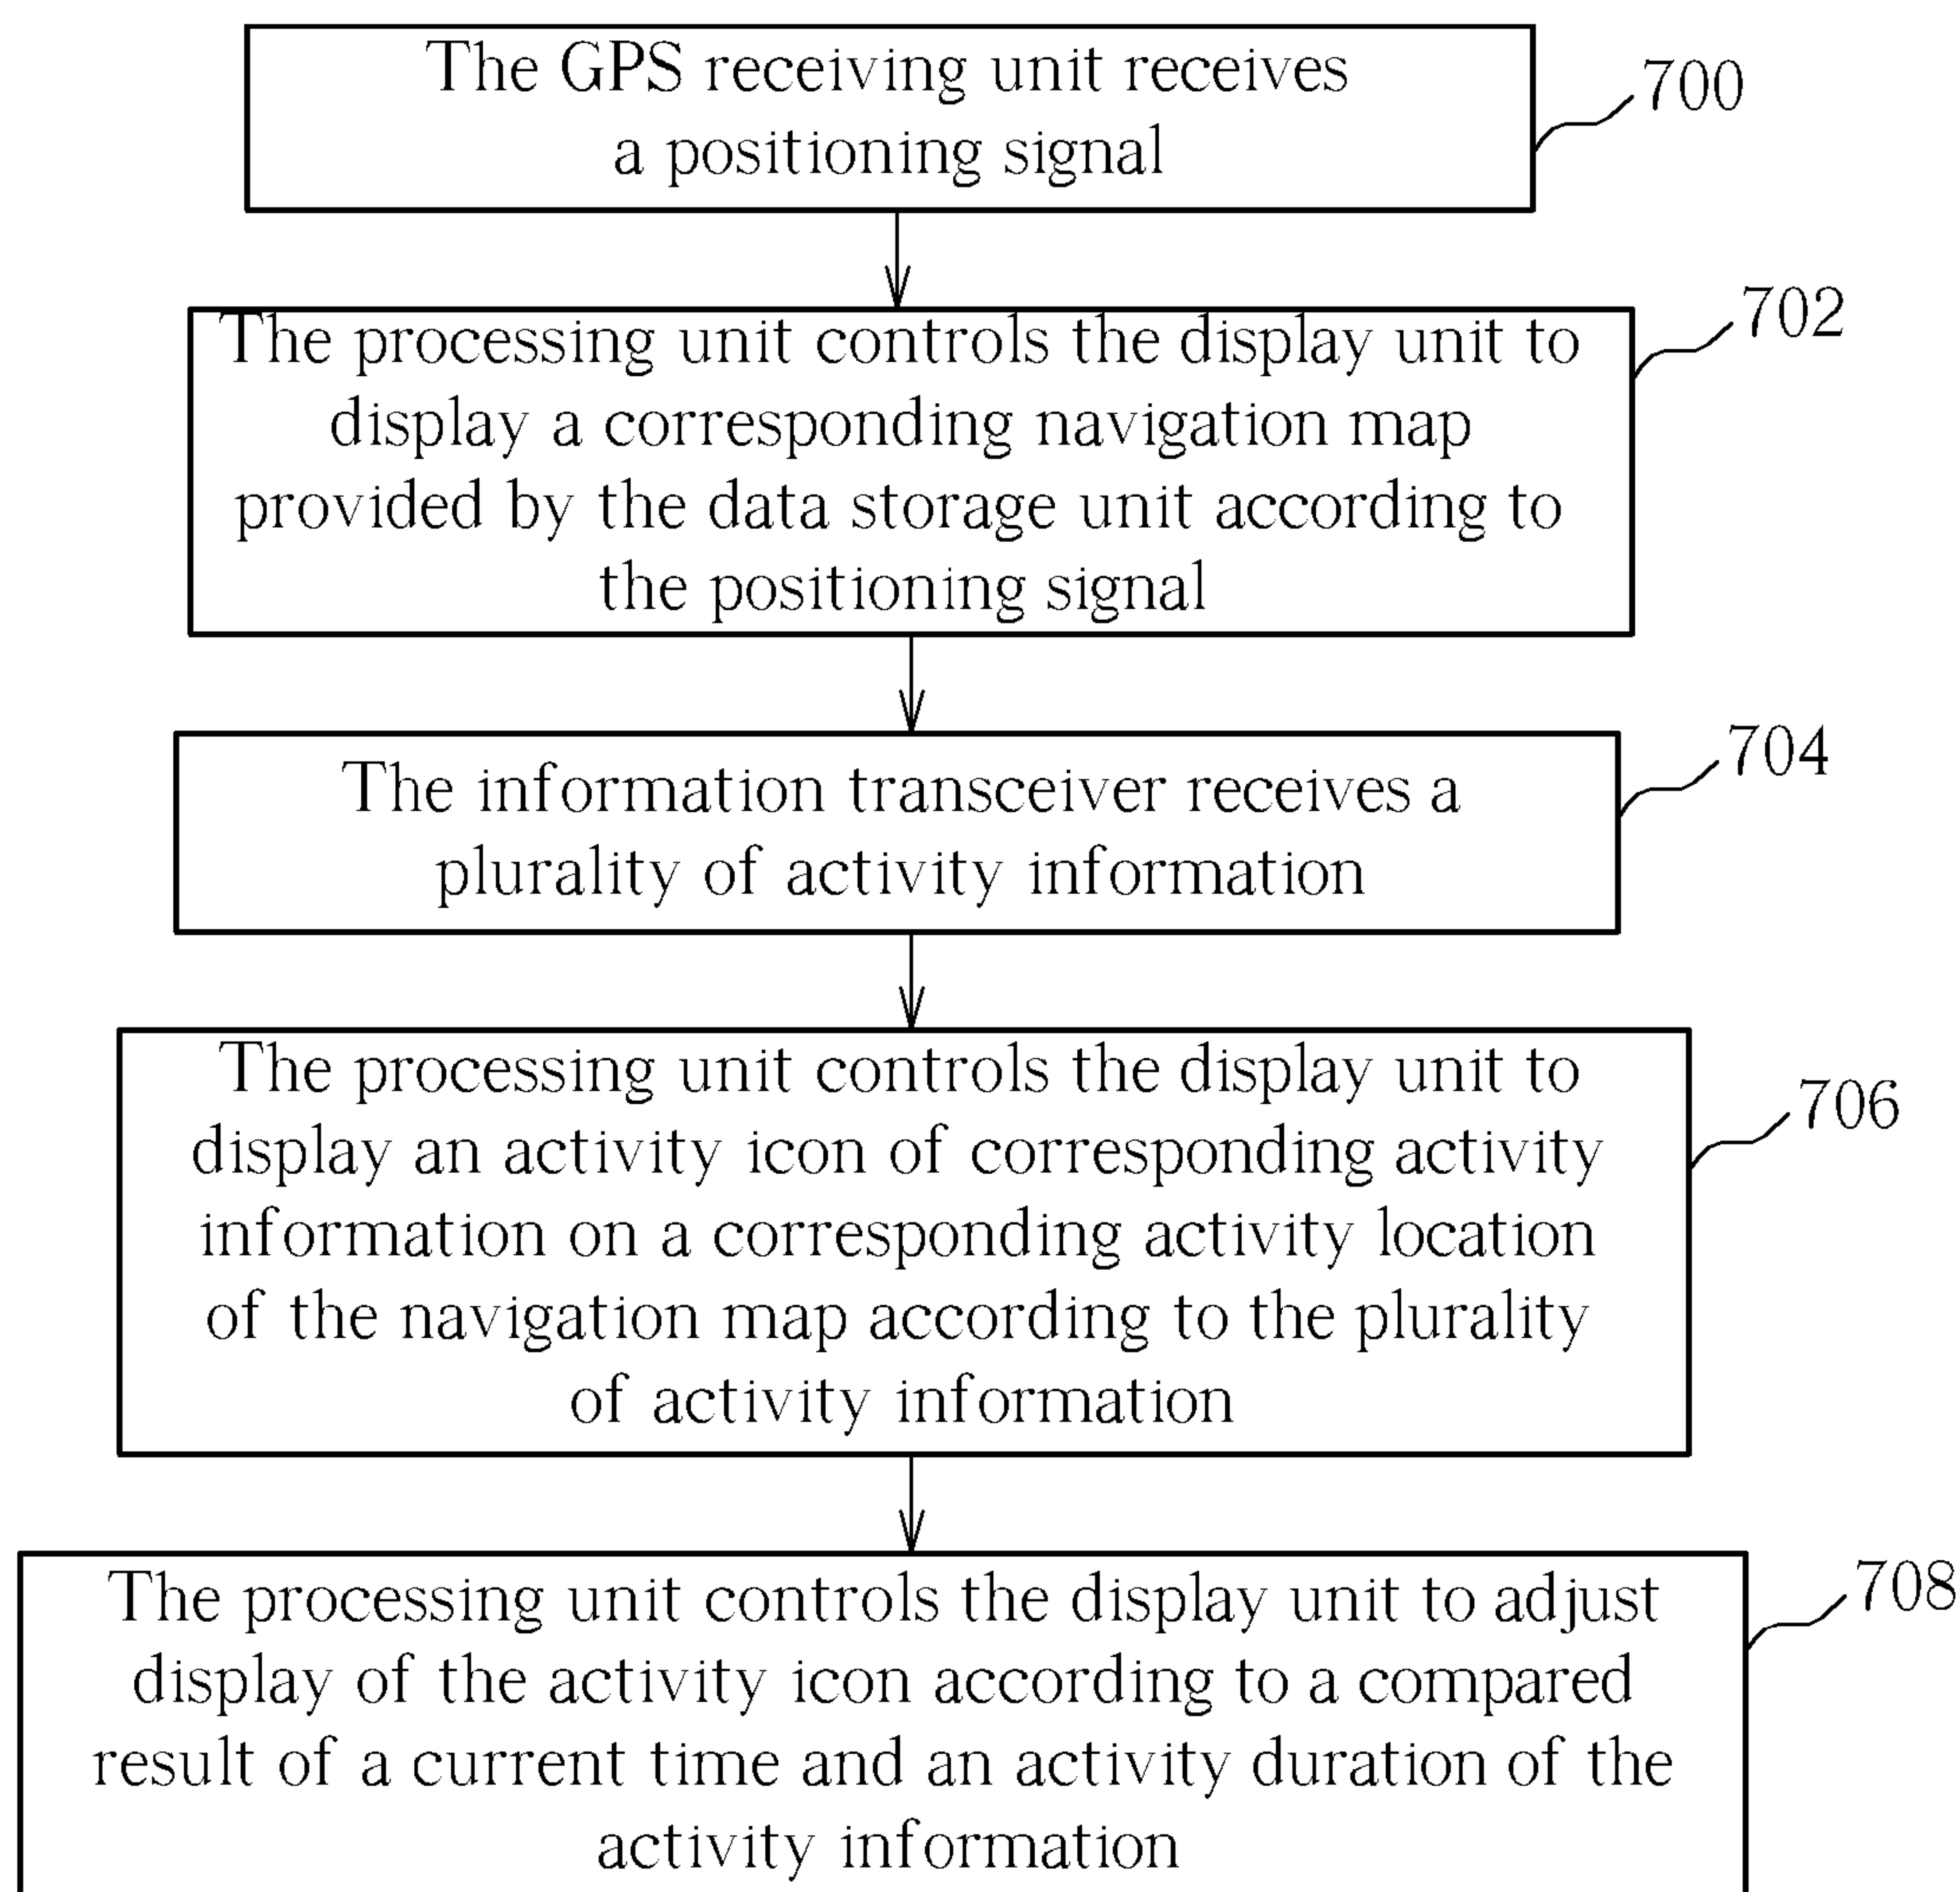 The GPS receiving unit receives
a positioning signal
700
The processing unit controls the display unit to
display a corresponding navigation map
provided by the data storage unit according to
the positioning signal
702
The information transceiver receives a
plurality of activity information
704
The processing unit controls the display unit to
display an activity icon of corresponding activity
information on a corresponding activity location
of the navigation map according to the plurality
of activity information
706
The processing unit controls the display unit to adjust
display of the activity icon according to a compared
result of a current time and an activity duration of the
activity information
708